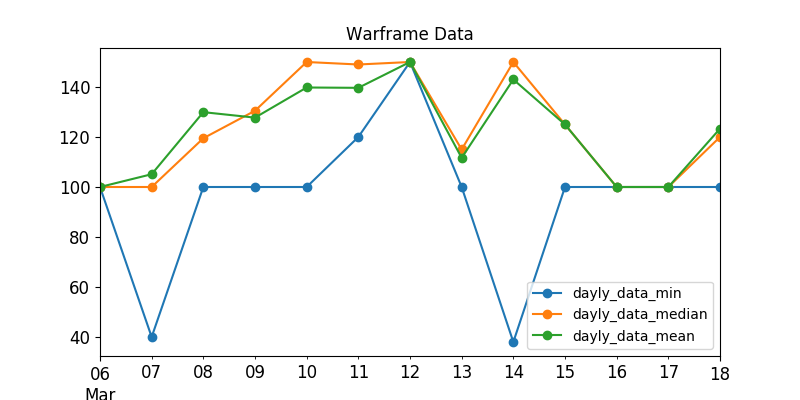 Warframe Data
140
120
100
80
60
40
dayly_data_min
dayly_data_median
dayly_data_mean
06 07 08 09 10 11 12 13 14 15 16 17 18
Mar